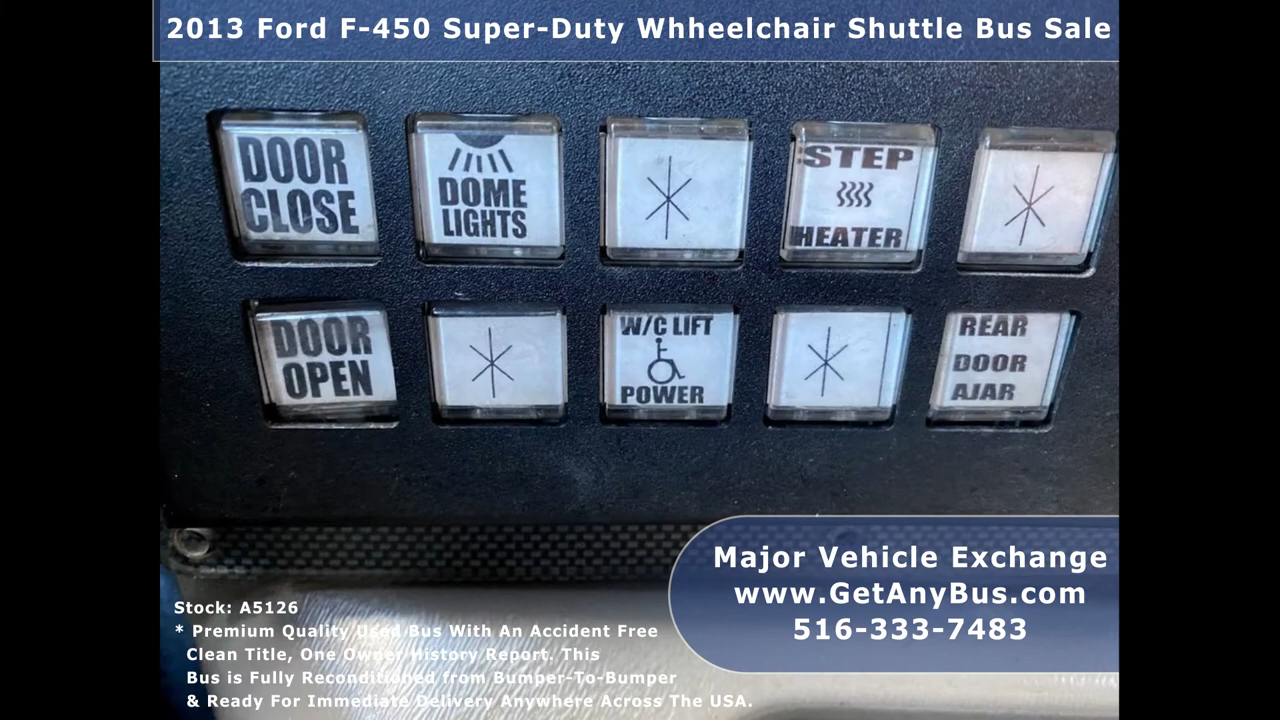 2013 Ford F-450 Super-Duty Whheelchair Shuttle Bus Sale
DOOR
CLOSE
DOME
LIGHTS
STEP
HEATER
DOOR
OPEN
W/C LIFT
POWER
REAR
DOOR
AJAR
Major Vehicle Exchange
www.GetAnyBus.com
516-333-7483
Stock: A5126
* Premium Quality Used Bus With An Accident Free
Clean Title, One Owner History Report. This
Bus is Fully Reconditioned from Bumper-To-Bumper
& Ready For Immediate Delivery Anywhere Across The USA.